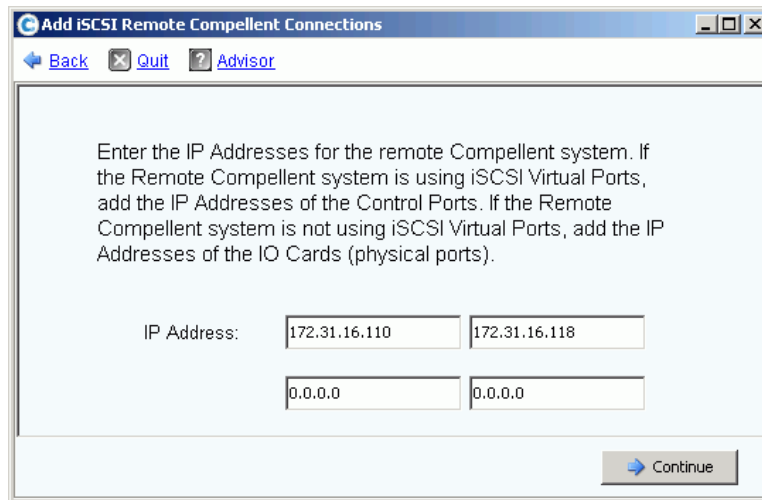 Add iSCSI Remote Compellent Connections
Back Quit ? Advisor
Enter the IP Addresses for the remote Compellent system. If
the Remote Compellent system is using iSCSI Virtual Ports,
add the IP Addresses of the Control Ports. If the Remote
Compellent system is not using iSCSI Virtual Ports, add the IP
Addresses of the IO Cards (physical ports).
IP Address: 172.31.16.110 172.31.16.118
0.0.0.0 0.0.0.0
Continue